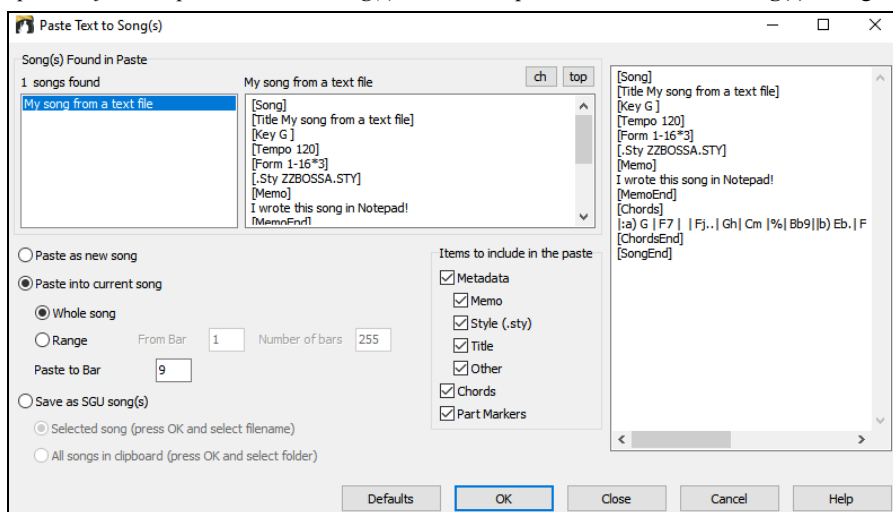 Paste Text to Song(s)
Song(s) Found in Paste
1 songs found
My song from a text file
ch
top
My song from a text file
[Song]
[Title My song from a text file]
[Key G ]
[Tempo 120]
[Form 1-16*3]
[.Sty ZZBOSSA.STY]
[Memo]
I wrote this song in Notepad!
[MemoEnd]
[Song]
[Title My song from a text file]
[Key G ]
[Tempo 120]
[Form 1-16*3]
[.Sty ZZBOSSA.STY]
[Memo]
I wrote this song in Notepad!
[MemoEnd]
[Chords]
|:a) G | F7 | | Fj..| Gh| Cm |%| Bb9||b) Eb.| F
[ChordsEnd]
[SongEnd]
Paste as new song
Paste into current song
Whole song
Range From Bar 1 Number of bars 255
Paste to Bar 9
Save as SGU song(s)
Selected song (press OK and select filename)
All songs in clipboard (press OK and select folder)
Items to include in the paste
Metadata
Memo
Style (.sty)
Title
Other
Chords
Part Markers
Defaults OK Close Cancel Help